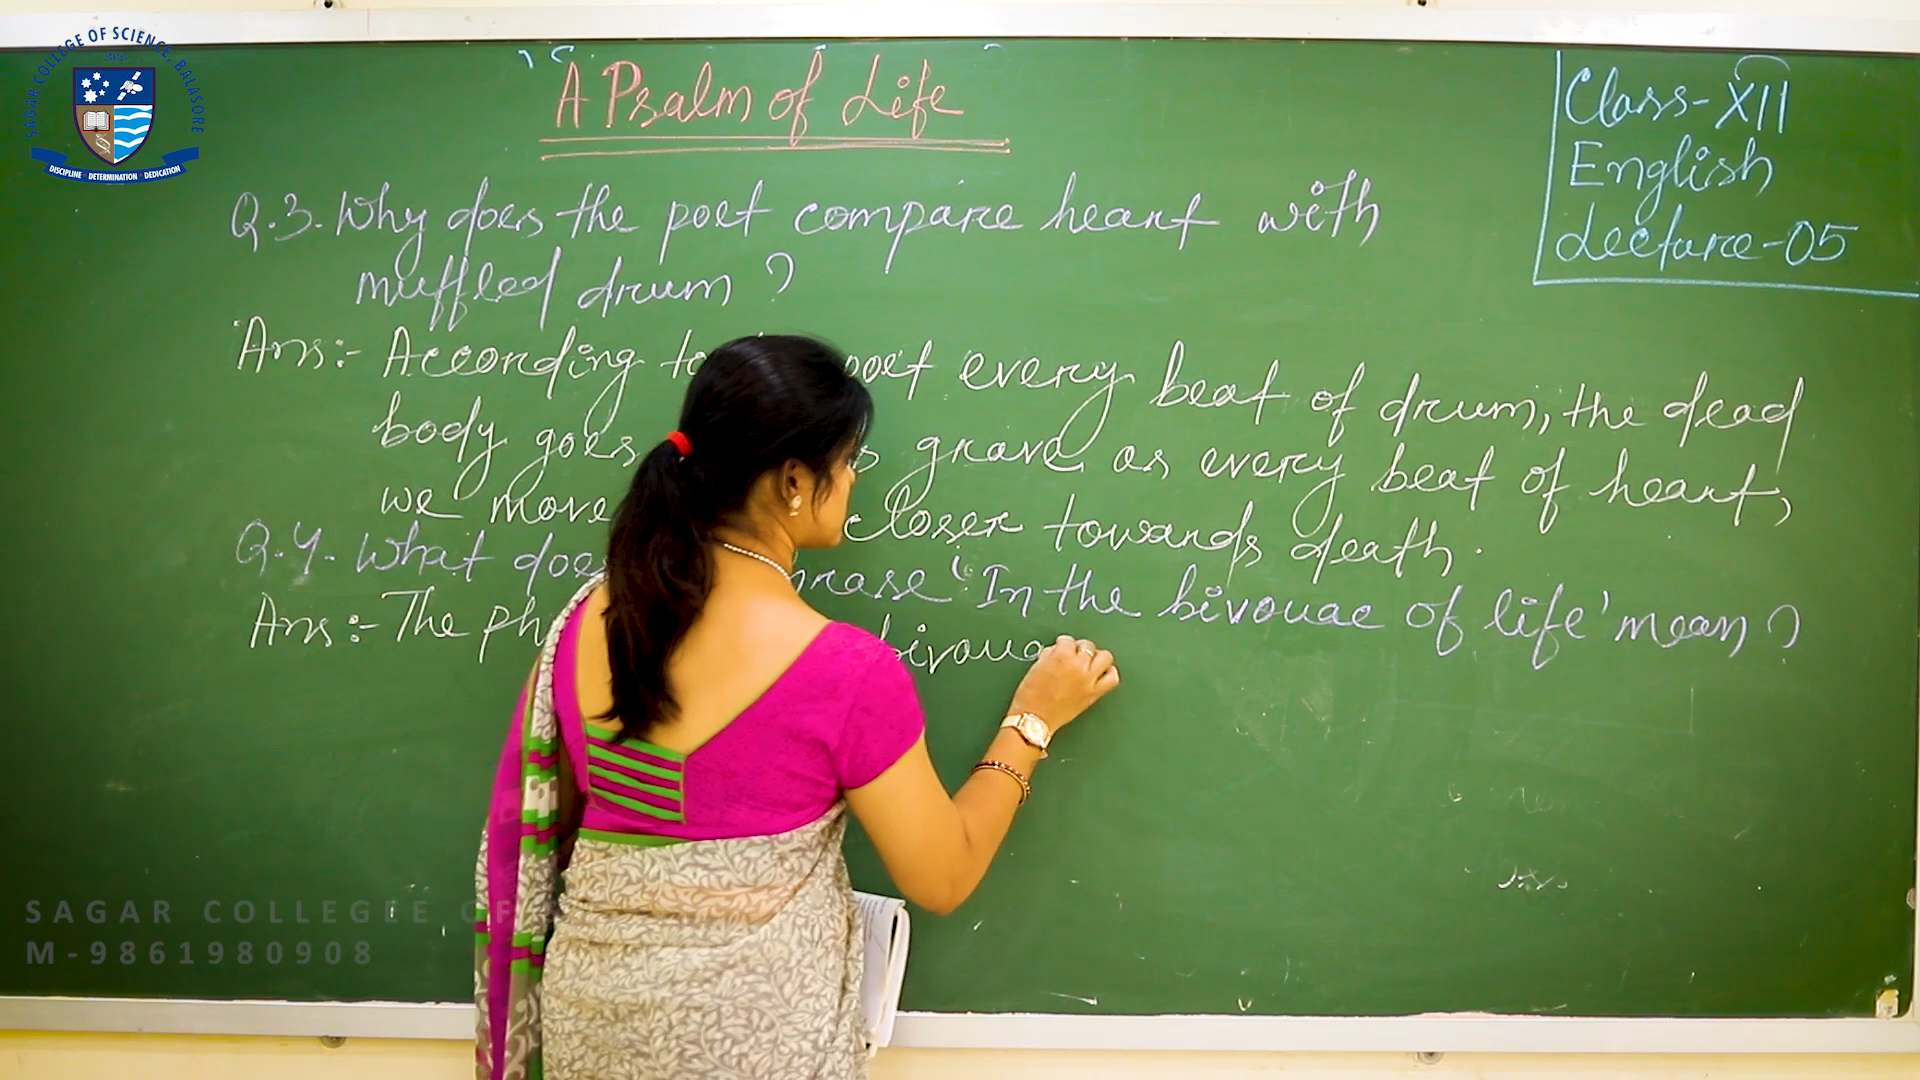 SAGAR COLLEGE OF SCIENCE, BALASORE
DISCIPLINE DETERMINATION DEDICATION
A Psalm of Life
Class-XII
English
Lecture-05
Q.3. Why does the poet compare heart with
muffled drum?
Ans:- According to poet every beat of drum, the dead
body goes grave as every beat of heart,
we move closer towards death.
Q.4. What does 'In the bivouac of life' mean?
Ans:- The
SAGAR COLLEGEE OF
M-9861980908